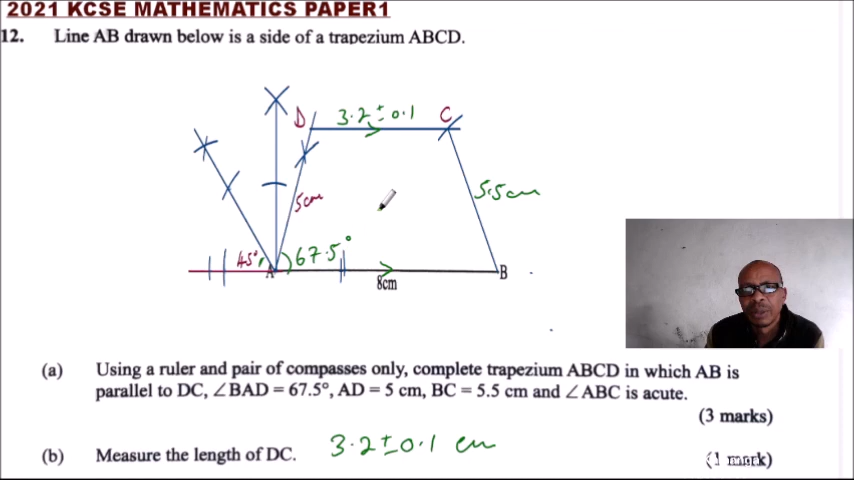 2021 KCSE MATHEMATICS PAPER1
12. Line AB drawn below is a side of a trapezium ABCD.
D 3.2 ± 0.1 C
5cm 5.5cm
45° 67.5°
A B
8cm
(a) Using a ruler and pair of compasses only, complete trapezium ABCD in which AB is
parallel to DC, ∠BAD = 67.5°, AD = 5 cm, BC = 5.5 cm and ∠ABC is acute.
(3 marks)
(b) Measure the length of DC. 3.2 ± 0.1 cm
(1 mark)